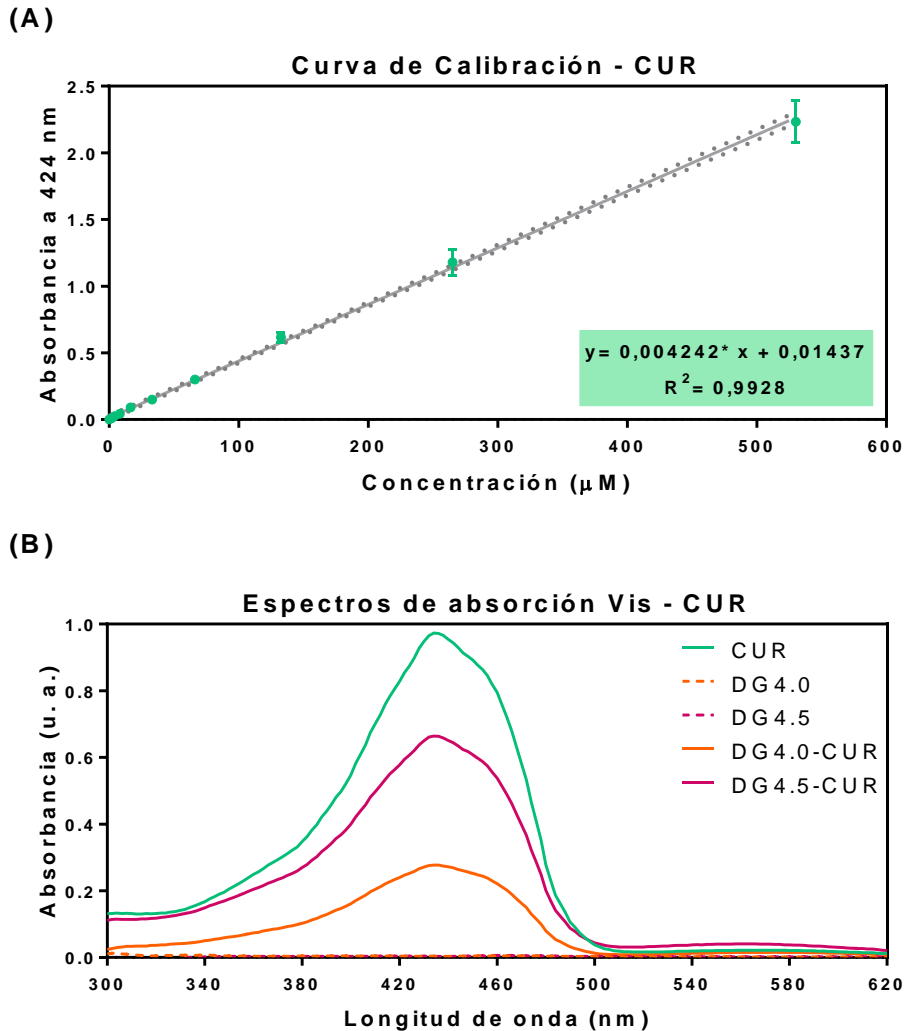 (A)
Curva de Calibración - CUR
Absorbancia a 424 nm
2.5
2.0
1.5
1.0
0.5
0.0
y= 0,004242* x + 0,01437
R²= 0,9928
0 100 200 300 400 500 600
Concentración (μM)
(B)
Espectros de absorción Vis - CUR
Absorbancia (u. a.)
1.0
0.8
0.6
0.4
0.2
0.0
CUR
DG4.0
DG4.5
DG4.0-CUR
DG4.5-CUR
300 340 380 420 460 500 540 580 620
Longitud de onda (nm)